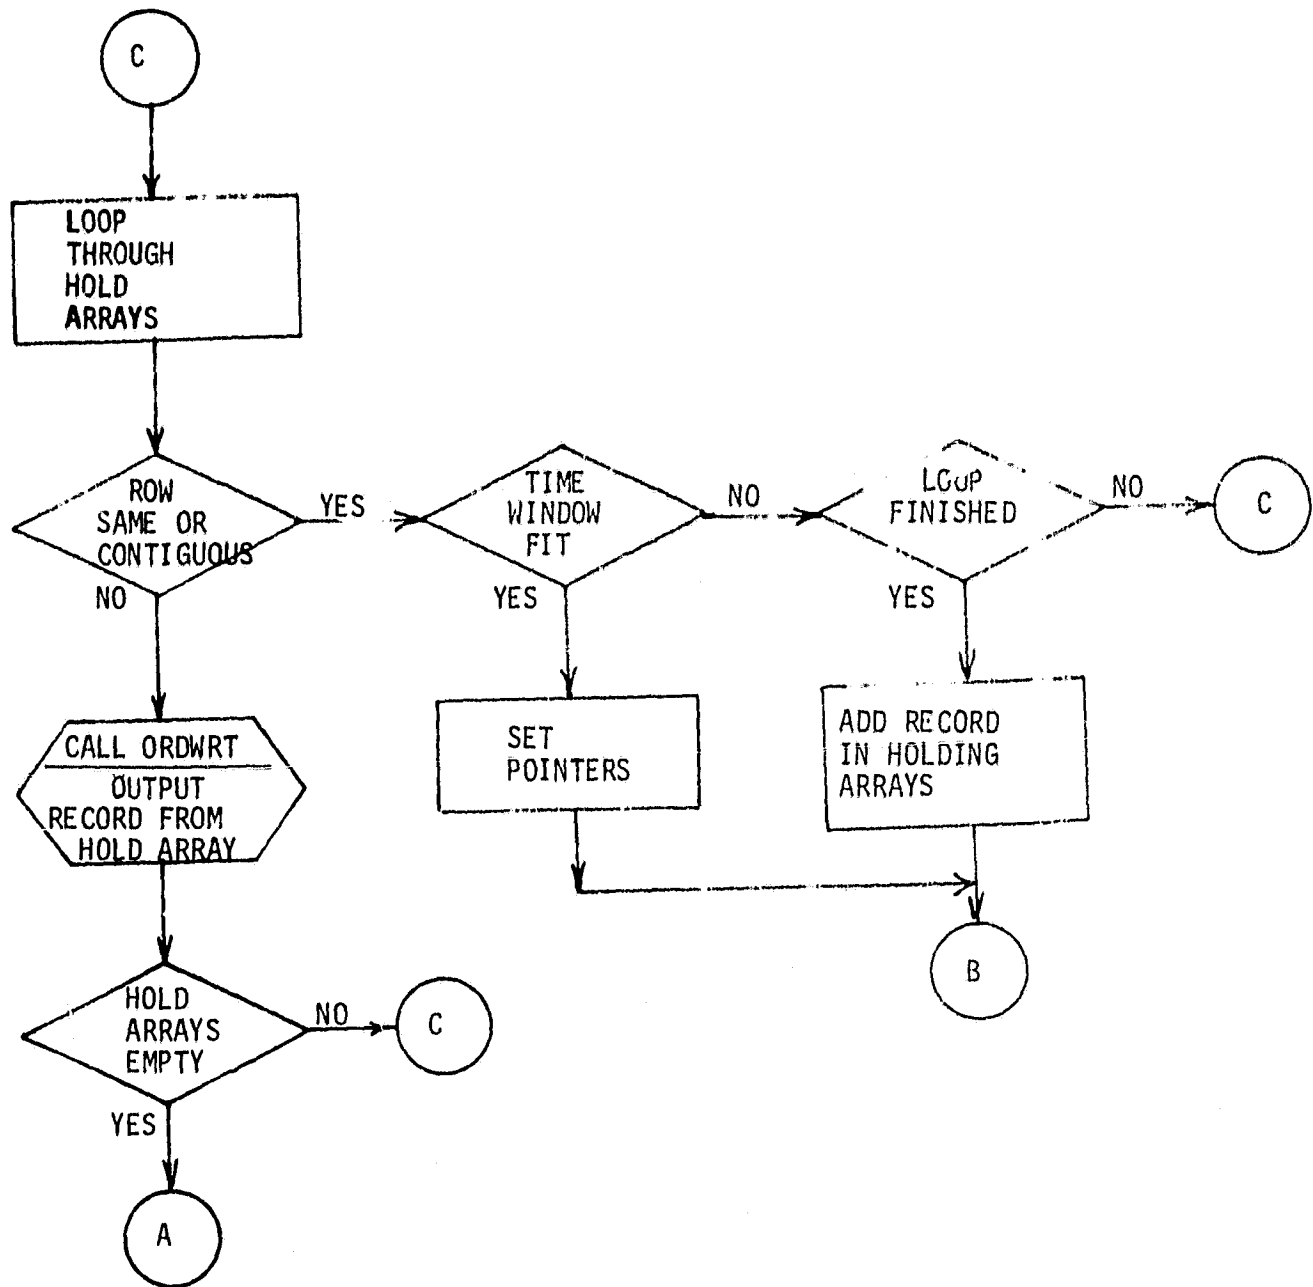 C
LOOP
THROUGH
HOLD
ARRAYS
ROW
SAME OR
CONTIGUOUS
YES
NO
TIME
WINDOW
FIT
NO
YES
LOOP
FINISHED
NO
YES
C
CALL ORDWRT
OUTPUT
RECORD FROM
HOLD ARRAY
SET
POINTERS
ADD RECORD
IN HOLDING
ARRAYS
B
HOLD
ARRAYS
EMPTY
NO
C
YES
A